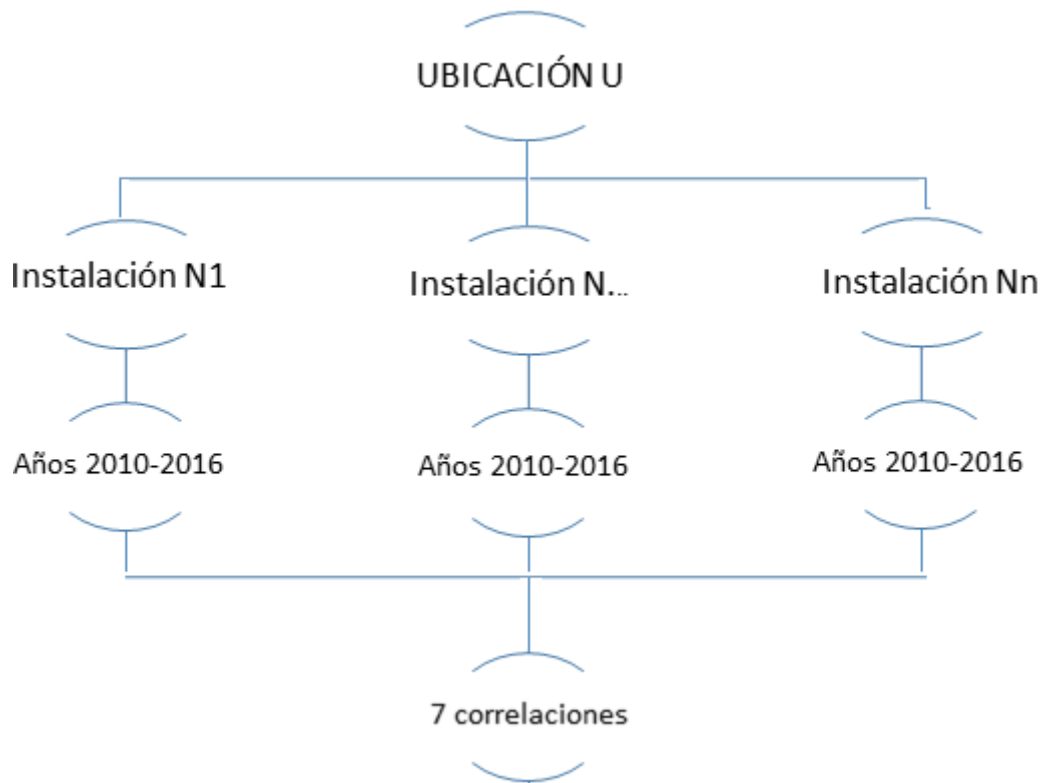 UBICACIÓN U
Instalación N1
Instalación N...
Instalación Nn
Años 2010-2016
Años 2010-2016
Años 2010-2016
7 correlaciones